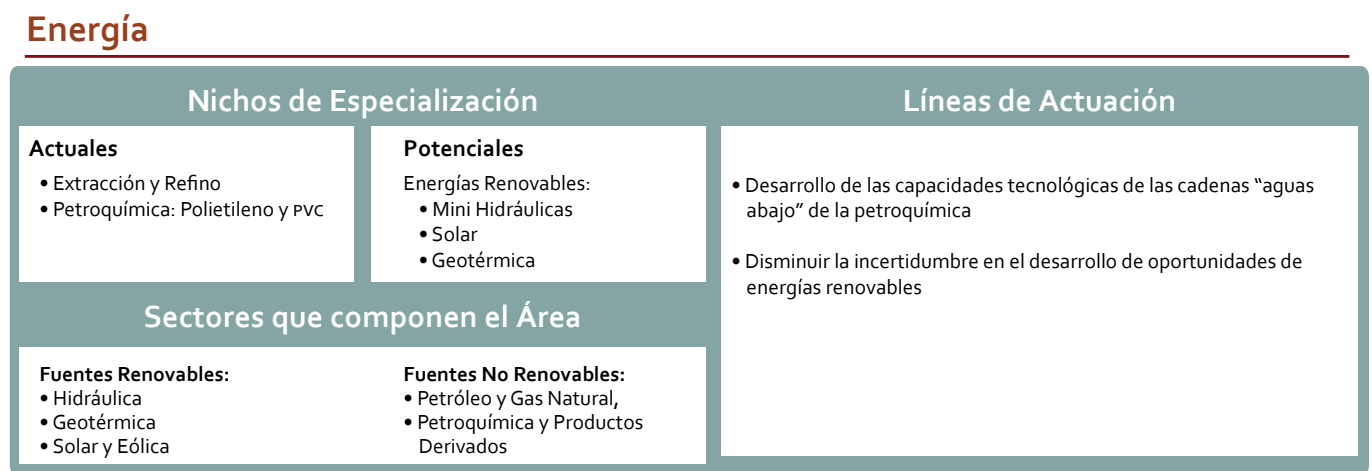 Energía
Nichos de Especialización
Actuales
• Extracción y Refino
• Petroquímica: Polietileno y PVC
Potenciales
Energías Renovables:
• Mini Hidráulicas
• Solar
• Geotérmica
Sectores que componen el Área
Fuentes Renovables:
• Hidráulica
• Geotérmica
• Solar y Eólica
Fuentes No Renovables:
• Petróleo y Gas Natural,
• Petroquímica y Productos
Derivados
Líneas de Actuación
• Desarrollo de las capacidades tecnológicas de las cadenas “aguas
abajo” de la petroquímica
• Disminuir la incertidumbre en el desarrollo de oportunidades de
energías renovables